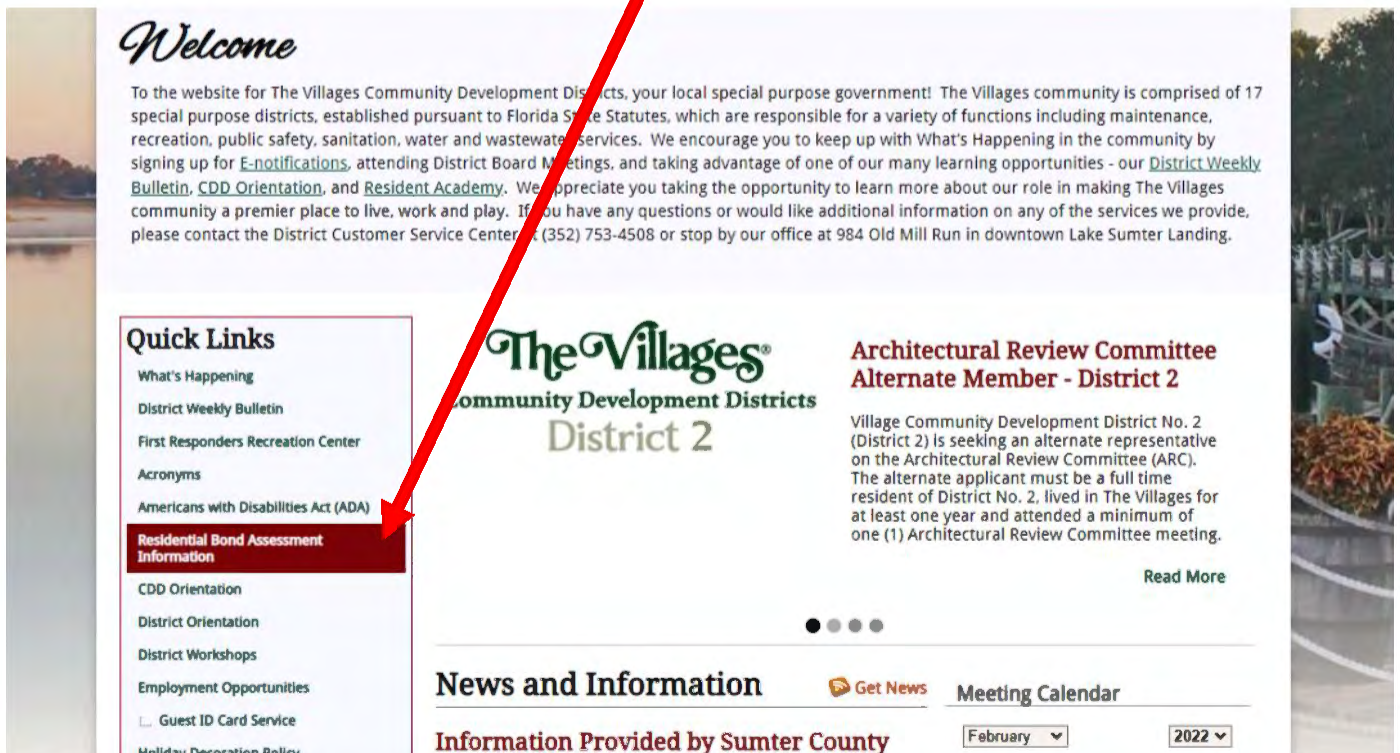 Welcome
To the website for The Villages Community Development Districts, your local special purpose government! The Villages community is comprised of 17
special purpose districts, established pursuant to Florida State Statutes, which are responsible for a variety of functions including maintenance,
recreation, public safety, sanitation, water and wastewater services. We encourage you to keep up with What's Happening in the community by
signing up for E-notifications, attending District Board Meetings, and taking advantage of one of our many learning opportunities - our District Weekly
Bulletin, CDD Orientation, and Resident Academy. We appreciate you taking the opportunity to learn more about our role in making The Villages
community a premier place to live, work and play. If you have any questions or would like additional information on any of the services we provide,
please contact the District Customer Service Center at (352) 753-4508 or stop by our office at 984 Old Mill Run in downtown Lake Sumter Landing.
Quick Links
What's Happening
District Weekly Bulletin
First Responders Recreation Center
Acronyms
Americans with Disabilities Act (ADA)
Residential Bond Assessment
Information
CDD Orientation
District Orientation
District Workshops
Employment Opportunities
Guest ID Card Service
Holiday Decoration Policy
The Villages®
Community Development Districts
District 2
Architectural Review Committee
Alternate Member - District 2
Village Community Development District No. 2
(District 2) is seeking an alternate representative
on the Architectural Review Committee (ARC).
The alternate applicant must be a full time
resident of District No. 2, lived in The Villages for
at least one year and attended a minimum of
one (1) Architectural Review Committee meeting.
Read More
News and Information
Get News
Information Provided by Sumter County
Meeting Calendar
February
2022